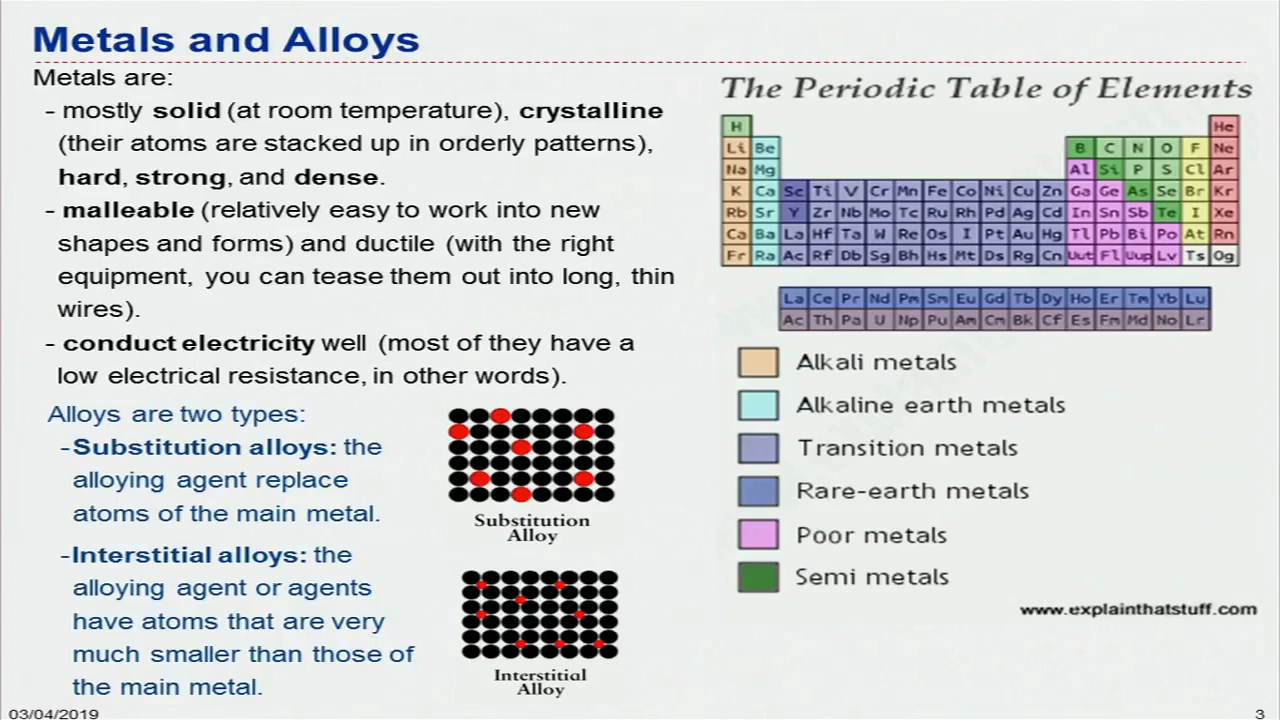 Metals and Alloys
Metals are:
- mostly solid (at room temperature), crystalline
(their atoms are stacked up in orderly patterns),
hard, strong, and dense.
- malleable (relatively easy to work into new
shapes and forms) and ductile (with the right
equipment, you can tease them out into long, thin
wires).
- conduct electricity well (most of they have a
low electrical resistance, in other words).
Alloys are two types:
-Substitution alloys: the
alloying agent replace
atoms of the main metal.
-Interstitial alloys: the
alloying agent or agents
have atoms that are very
much smaller than those of
the main metal.
Substitution
Alloy
Interstitial
Alloy
The Periodic Table of Elements
H He
Li Be B C N O F Ne
Na Mg Al Si P S Cl Ar
K Ca Sc Ti V Cr Mn Fe Co Ni Cu Zn Ga Ge As Se Br Kr
Rb Sr Y Zr Nb Mo Tc Ru Rh Pd Ag Cd In Sn Sb Te I Xe
Ca Ba La Hf Ta W Re Os I Pt Au Hg Tl Pb Bi Po At Rn
Fr Ra Ac Rf Db Sg Bh Hs Mt Ds Rg Cn Uut Fl Uup Lv Ts Og
La Ce Pr Nd Pm Sm Eu Gd Tb Dy Ho Er Tm Yb Lu
Ac Th Pa U Np Pu Am Cm Bk Cf Es Fm Md No Lr
Alkali metals
Alkaline earth metals
Transition metals
Rare-earth metals
Poor metals
Semi metals
www.explainthatstuff.com
03/04/2019
3